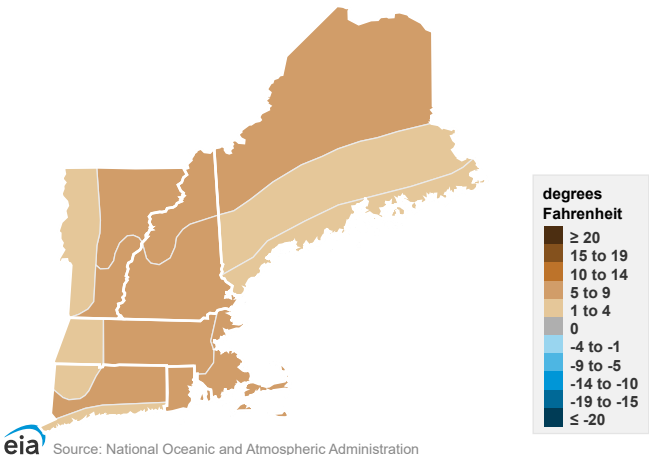 degrees
Fahrenheit
≥ 20
15 to 19
10 to 14
5 to 9
1 to 4
0
-4 to -1
-9 to -5
-14 to -10
-19 to -15
≤ -20
eia
Source: National Oceanic and Atmospheric Administration